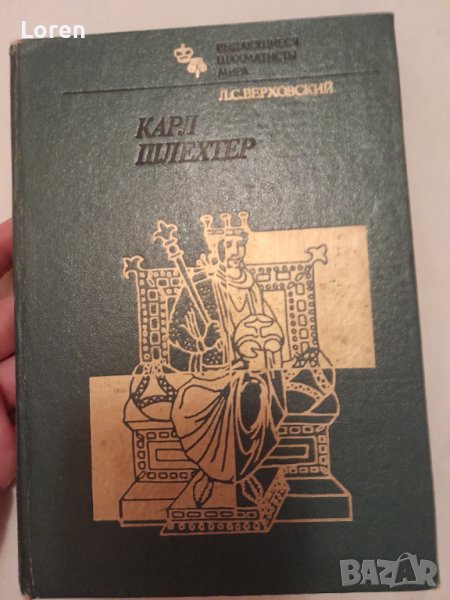 Loren
ВЫДАЮЩИЕСЯ
ШАХМАТИСТЫ
МИРА
Л.С.ВЕРХОВСКИЙ
КАРЛ
ШЛЕХТЕР
BAZAR